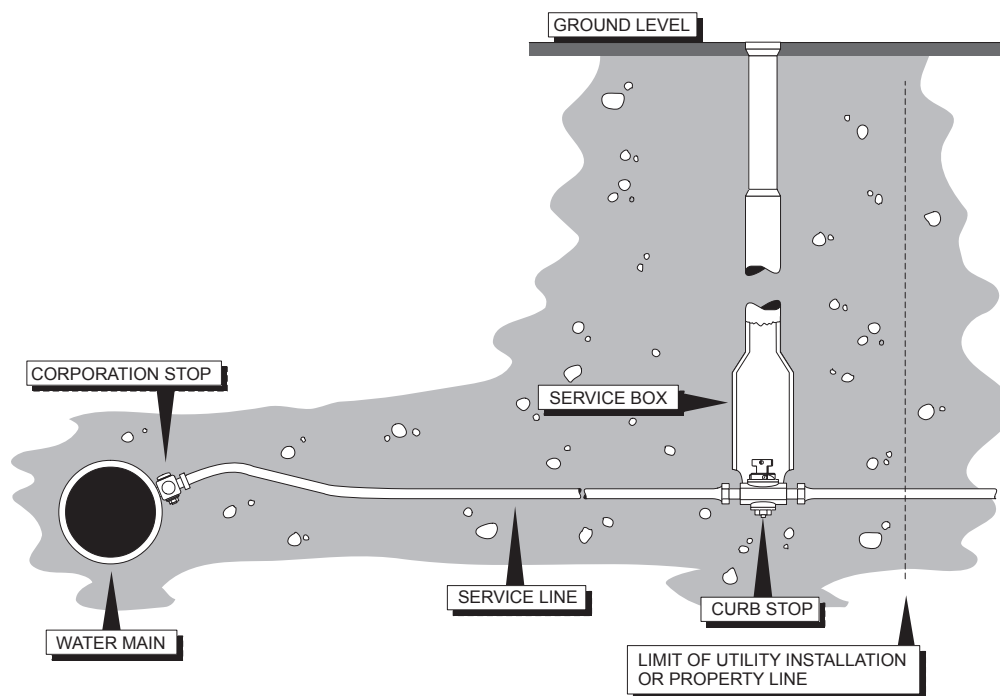 GROUND LEVEL
CORPORATION STOP
SERVICE BOX
SERVICE LINE
CURB STOP
WATER MAIN
LIMIT OF UTILITY INSTALLATION
OR PROPERTY LINE